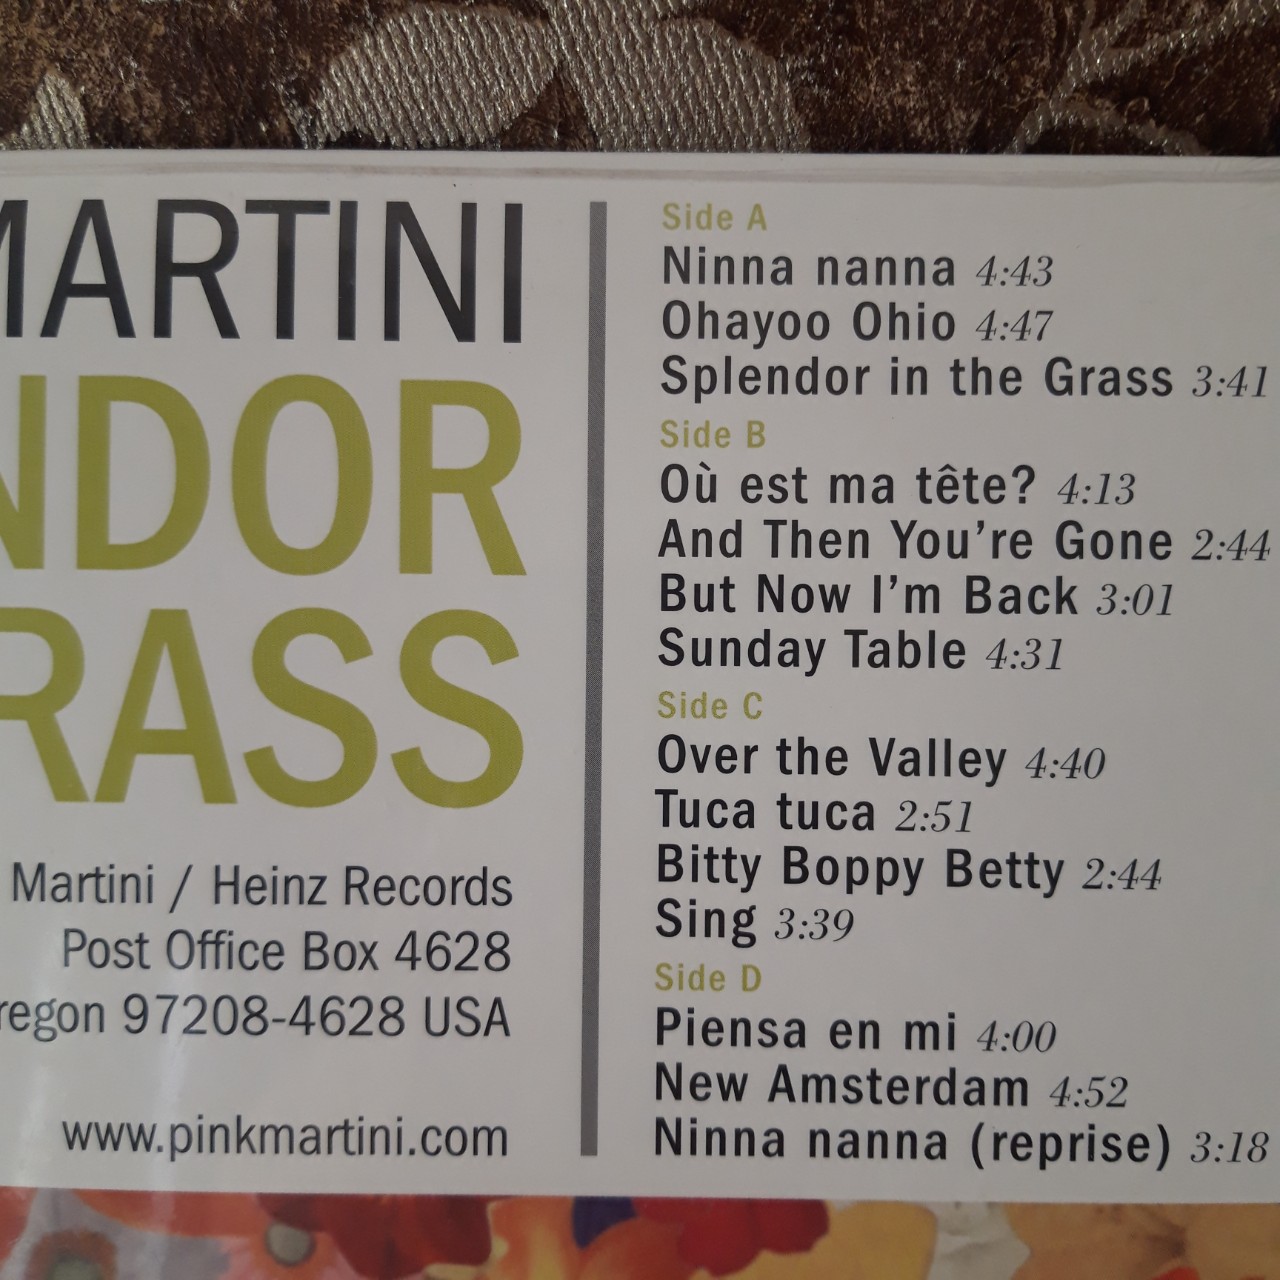 MARTINI
NDOR
RASS
Martini / Heinz Records
Post Office Box 4628
regon 97208-4628 USA
www.pinkmartini.com
Side A
Ninna nanna 4:43
Ohayoo Ohio 4:47
Splendor in the Grass 3:41
Side B
Où est ma tête? 4:13
And Then You're Gone 2:44
But Now I'm Back 3:01
Sunday Table 4:31
Side C
Over the Valley 4:40
Tuca tuca 2:51
Bitty Boppy Betty 2:44
Sing 3:39
Side D
Piensa en mi 4:00
New Amsterdam 4:52
Ninna nanna (reprise) 3:18